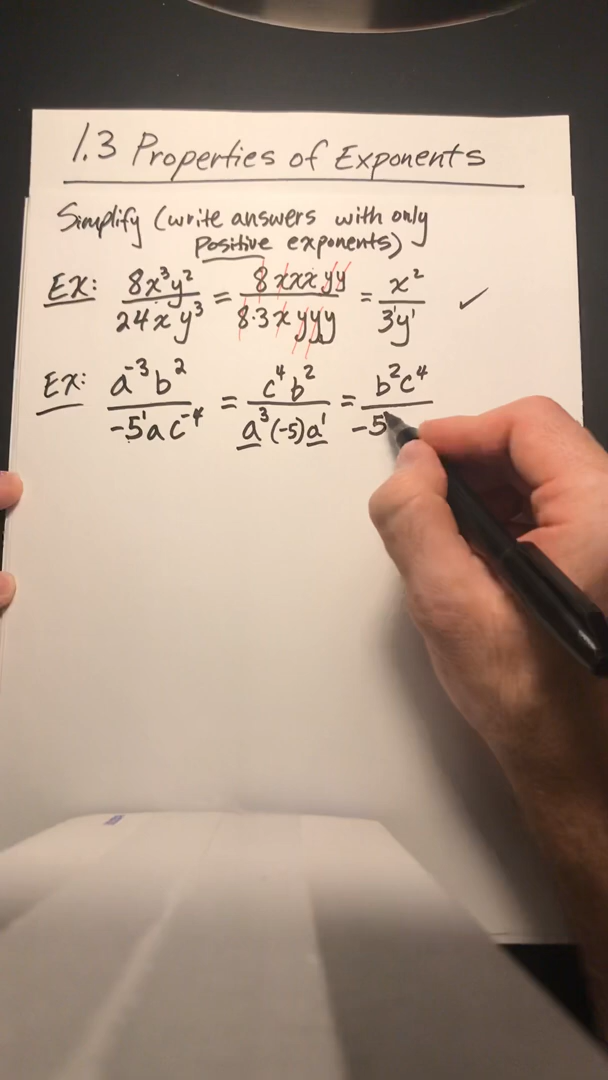 1.3 Properties of Exponents
Simplify (write answers with only
positive exponents)
EX: 8x³y² / 24xy³ = 8xxxyy / 8·3xyyy = x² / 3¹y¹ ✓
EX: a⁻³b² / -5¹ac⁻⁴ = c⁴b² / a³(-5)a¹ = b²c⁴ / -5